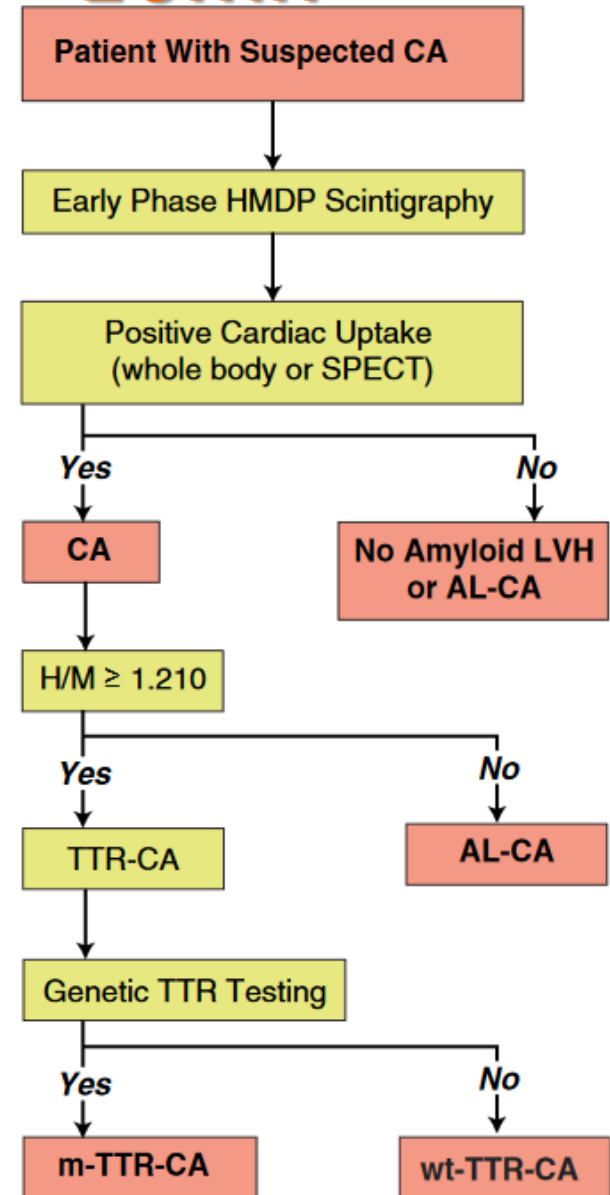 Patient With Suspected CA
Early Phase HMDP Scintigraphy
Positive Cardiac Uptake
(whole body or SPECT)
Yes
No
CA
No Amyloid LVH
or AL-CA
H/M ≥ 1.210
Yes
No
TTR-CA
AL-CA
Genetic TTR Testing
Yes
No
m-TTR-CA
wt-TTR-CA